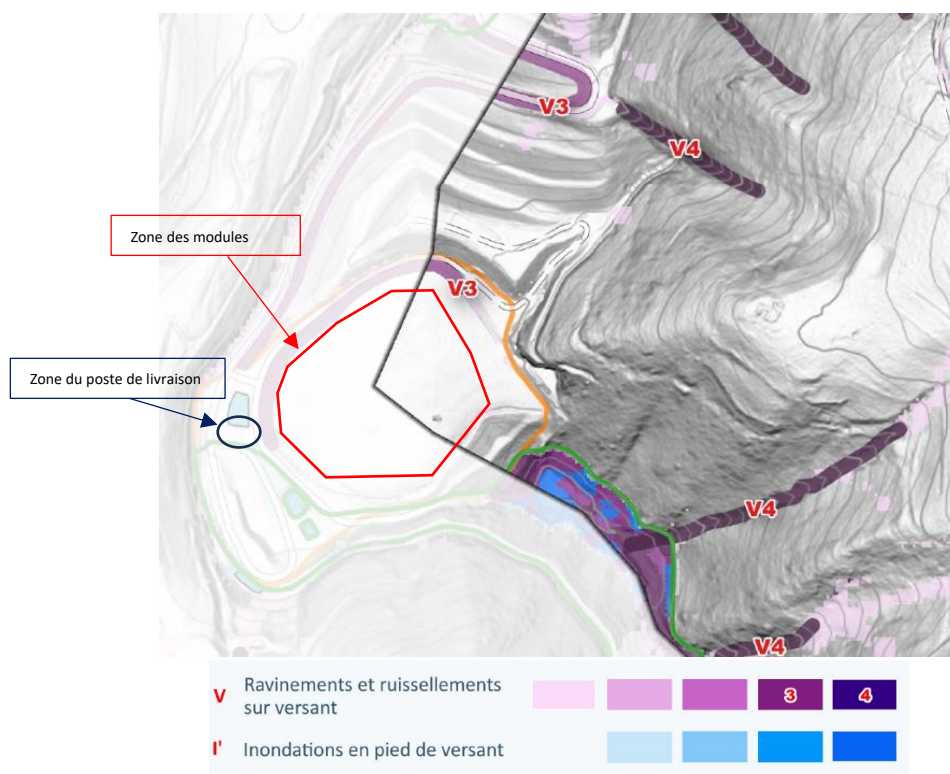 V3
V4
Zone des modules
V3
Zone du poste de livraison
V4
V4
V Ravinements et ruissellements
sur versant
3 4
I' Inondations en pied de versant